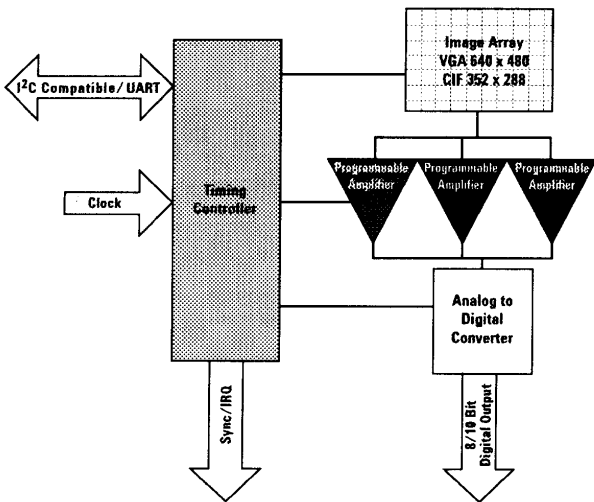 Image Array
VGA 640 x 480
CIF 352 x 288
I²C Compatible/UART
Programmable
Amplifier
Programmable
Amplifier
Programmable
Amplifier
Timing
Controller
Clock
Analog to
Digital
Converter
Sync/IRQ
8/10 Bit
Digital Output